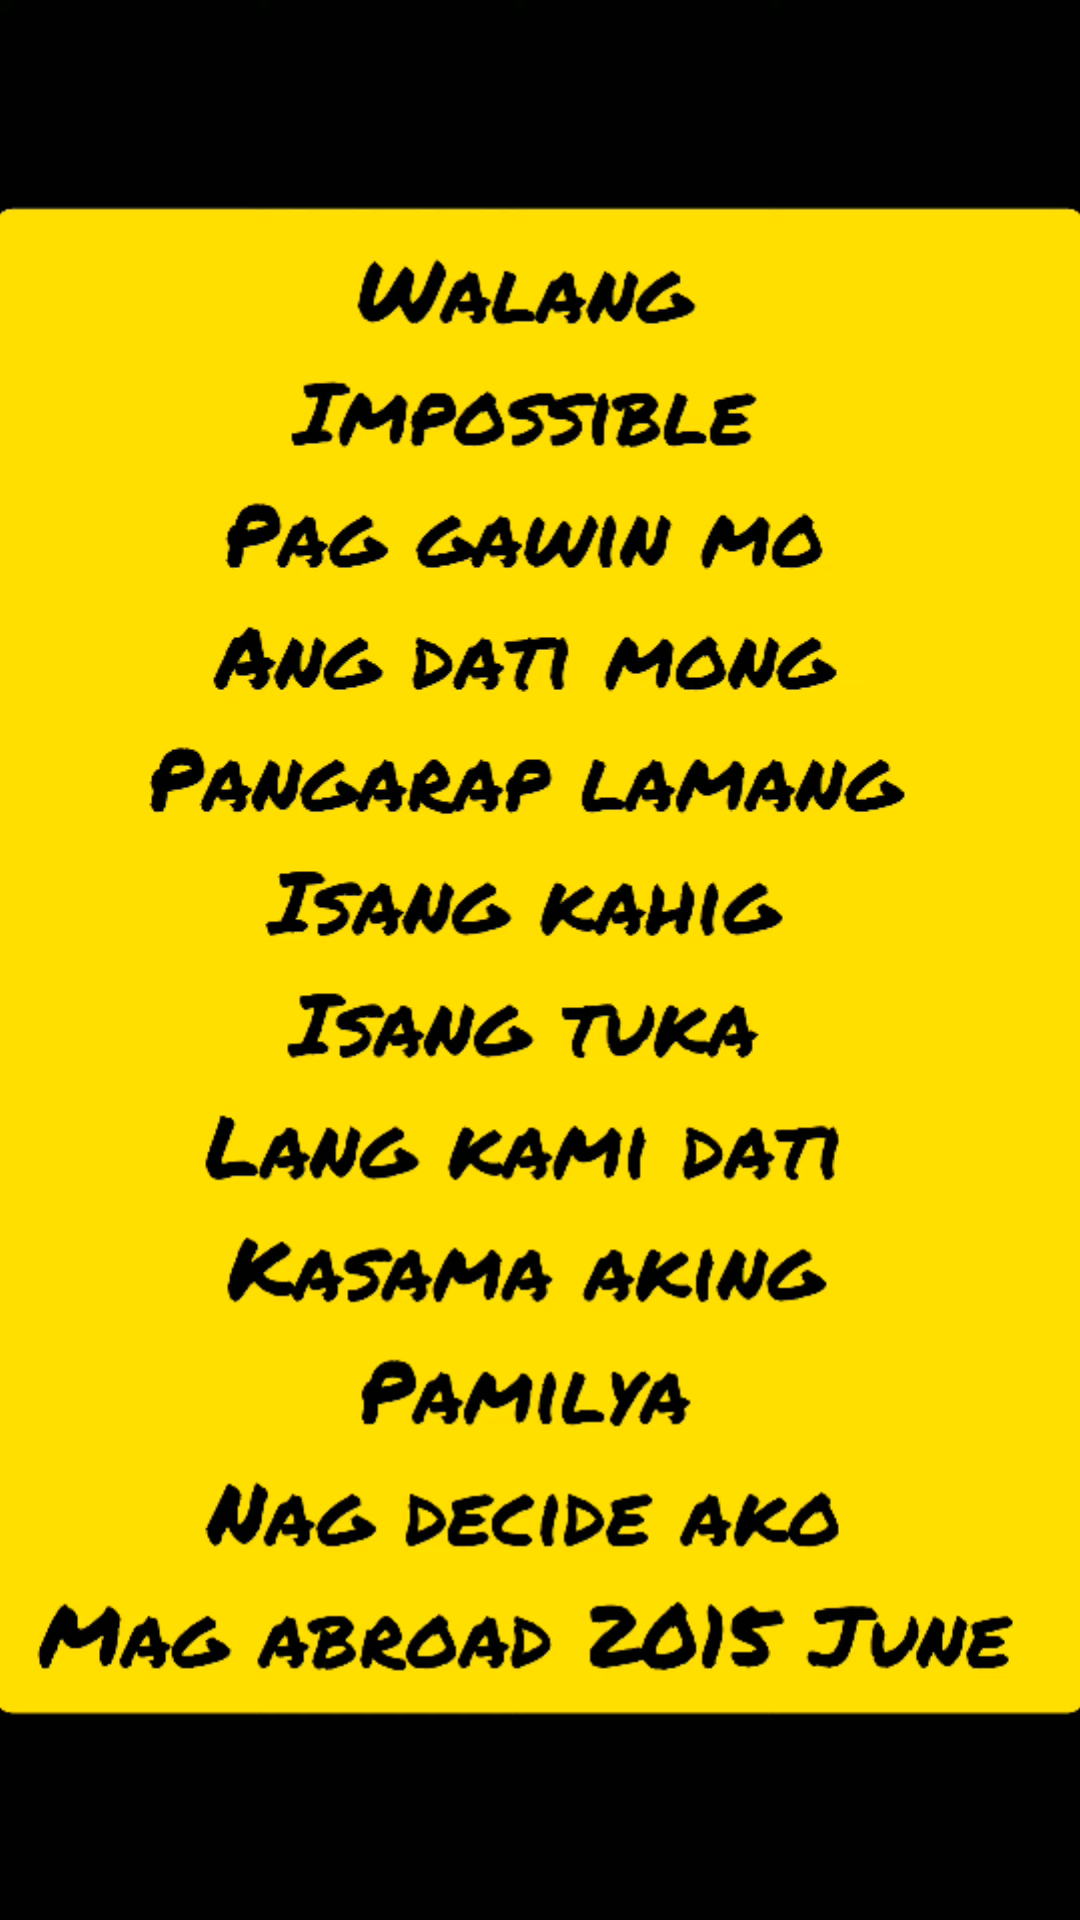 Walang
Impossible
Pag gawin mo
Ang dati mong
Pangarap lamang
Isang kahig
Isang tuka
Lang kami dati
Kasama aking
Pamilya
Nag decide ako
Mag abroad 2015 June